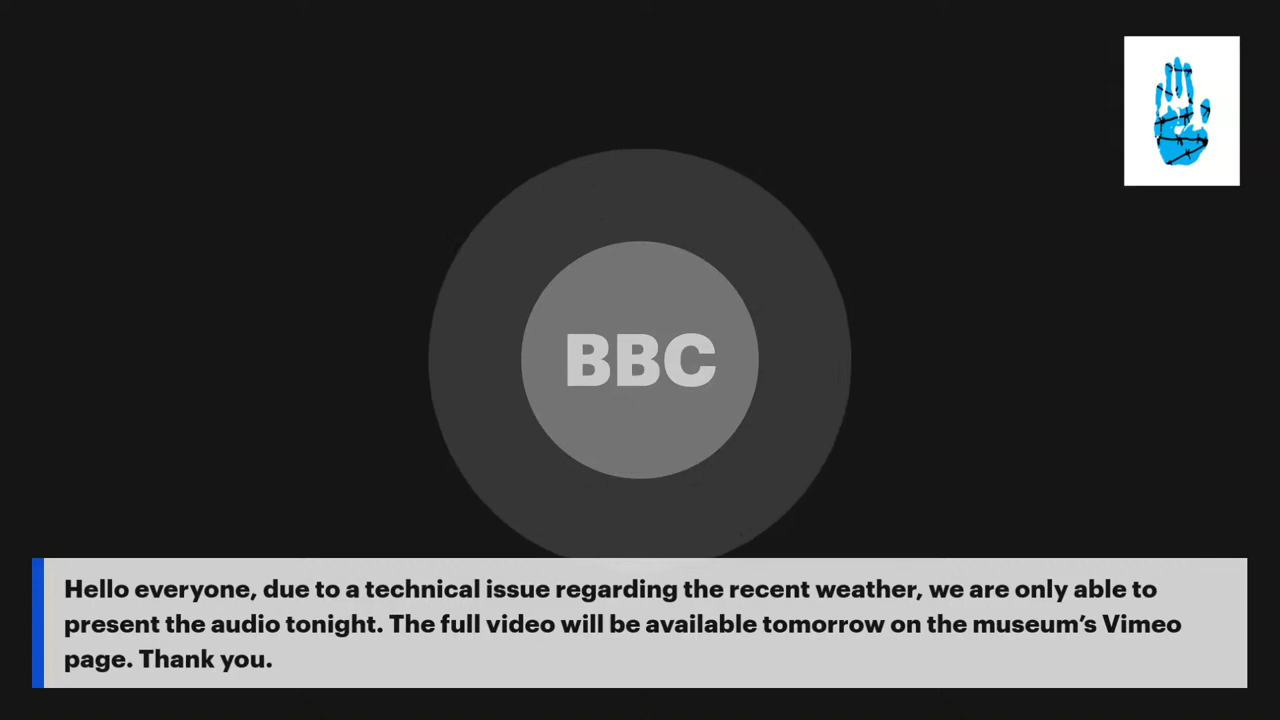 BBC
Hello everyone, due to a technical issue regarding the recent weather, we are only able to
present the audio tonight. The full video will be available tomorrow on the museum’s Vimeo
page. Thank you.